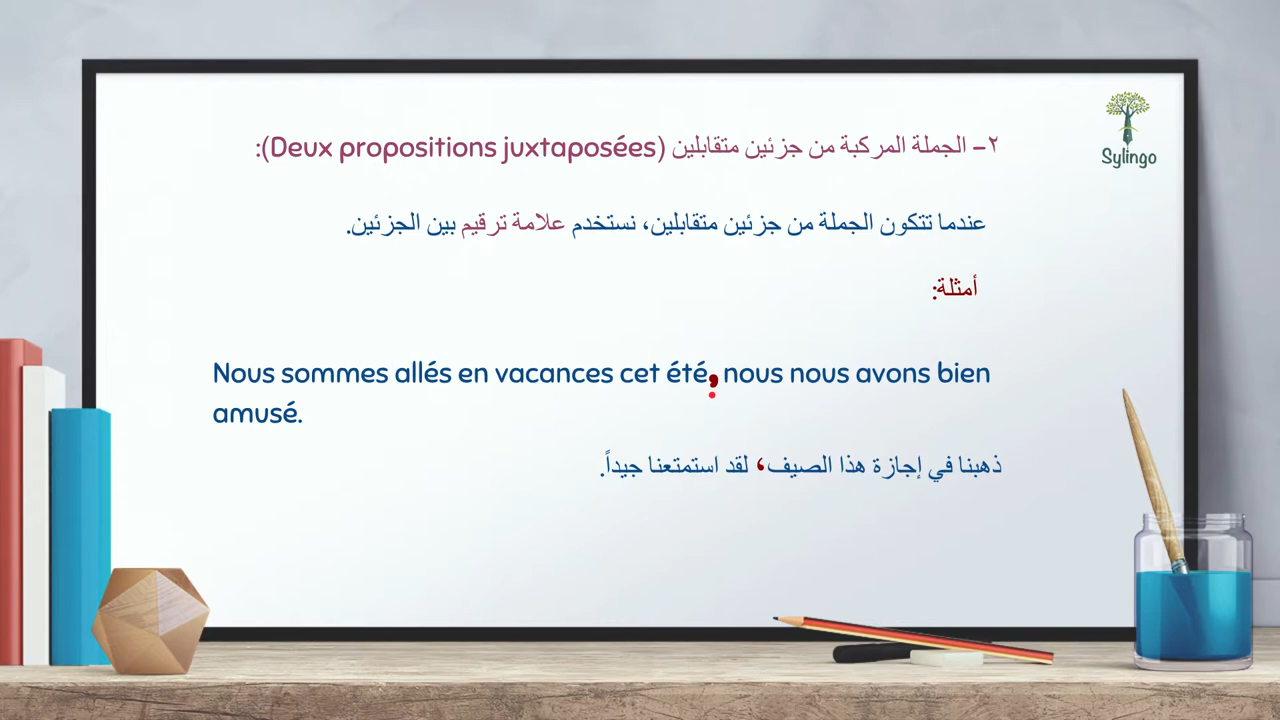 Sylingo
٢- الجملة المركبة من جزئين متقابلين (Deux propositions juxtaposées):
عندما تتكون الجملة من جزئين متقابلين، نستخدم علامة ترقيم بين الجزئين.
أمثلة:
Nous sommes allés en vacances cet été, nous nous avons bien
amusé.
ذهبنا في إجازة هذا الصيف، لقد استمتعنا جيداً.